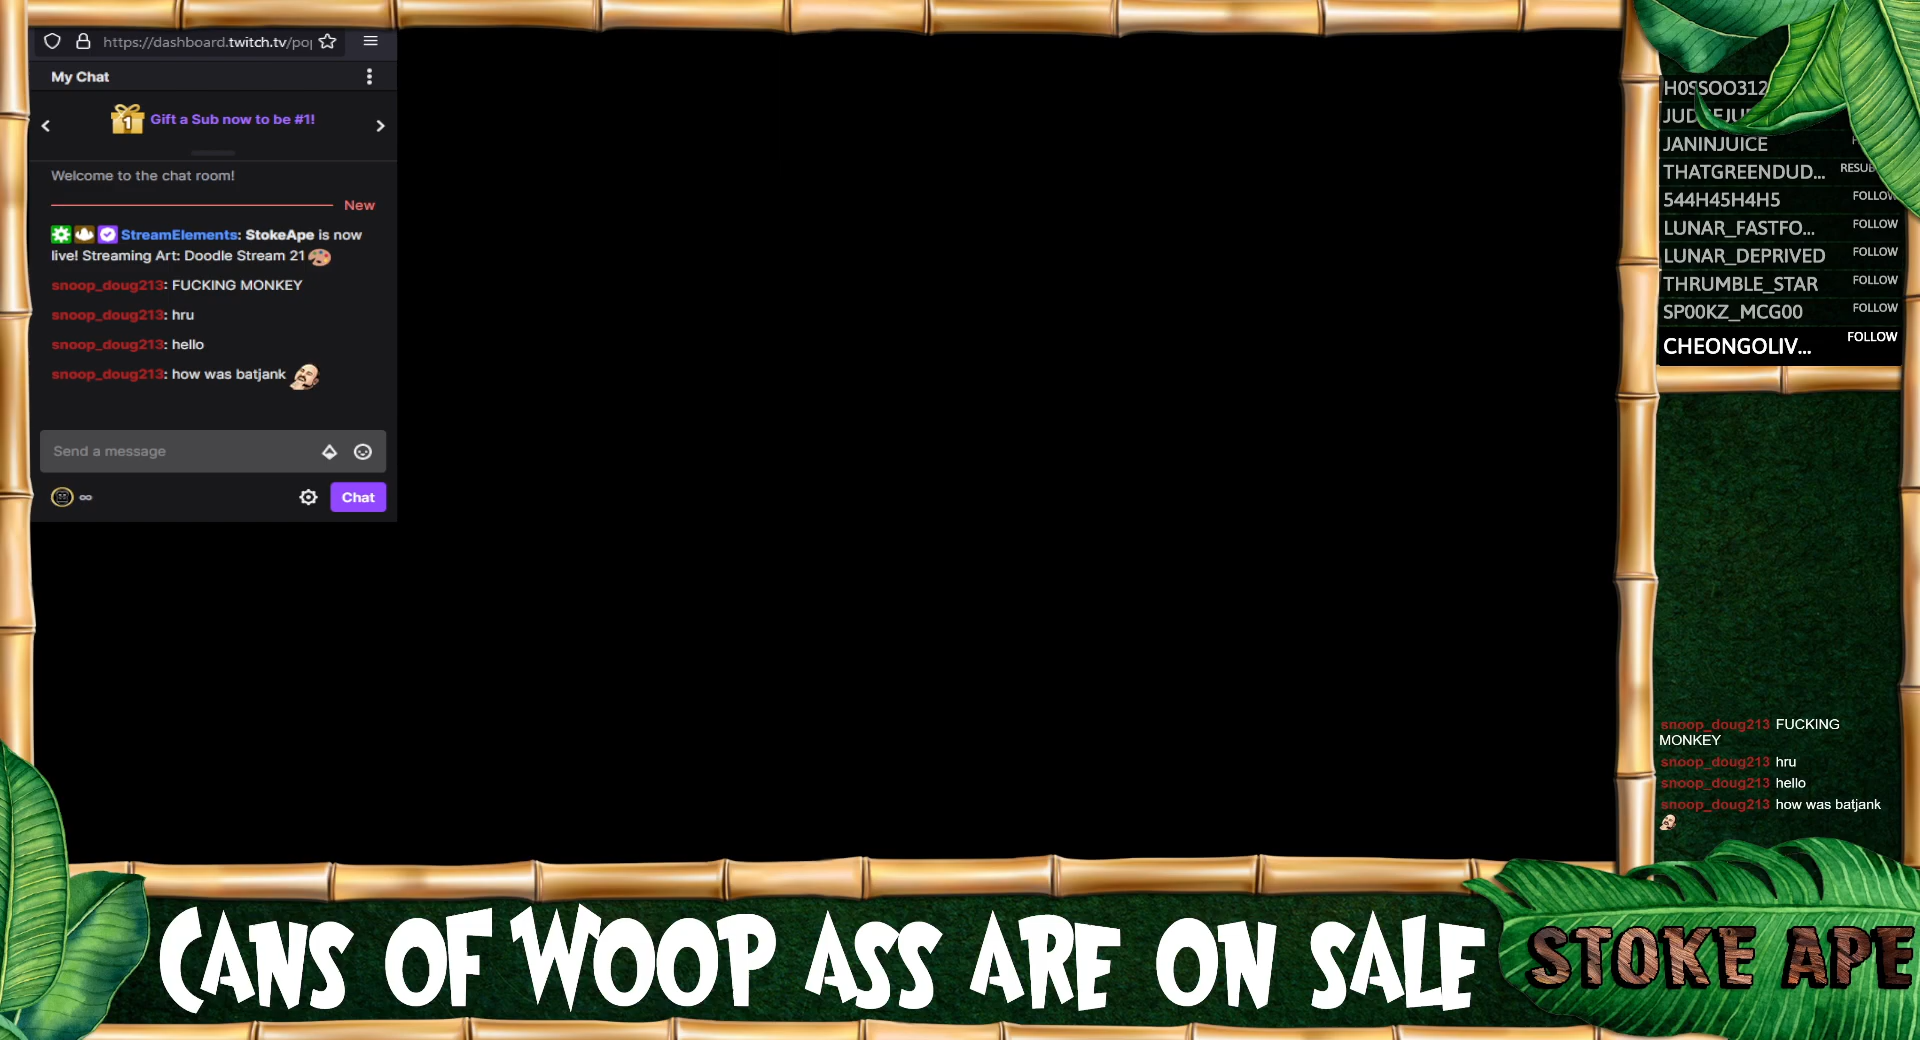 https://dashboard.twitch.tv/po
My Chat
1
Gift a Sub now to be #1!
Welcome to the chat room!
New
StreamElements: StokeApe is now
live! Streaming Art: Doodle Stream 21
snoop_doug213: FUCKING MONKEY
snoop_doug213: hru
snoop_doug213: hello
snoop_doug213: how was batjank
Send a message
∞
Chat
H0SSOO312
JANINJUICE
THATGREENDUD... RESUB
544H45H4H5 FOLLOW
LUNAR_FASTFO... FOLLOW
LUNAR_DEPRIVED FOLLOW
THRUMBLE_STAR FOLLOW
SP00KZ_MCG00 FOLLOW
CHEONGOLIV... FOLLOW
snoop_doug213 FUCKING
MONKEY
snoop_doug213 hru
snoop_doug213 hello
snoop_doug213 how was batjank
CANS OF WOOP ASS ARE ON SALE
STOKE APE